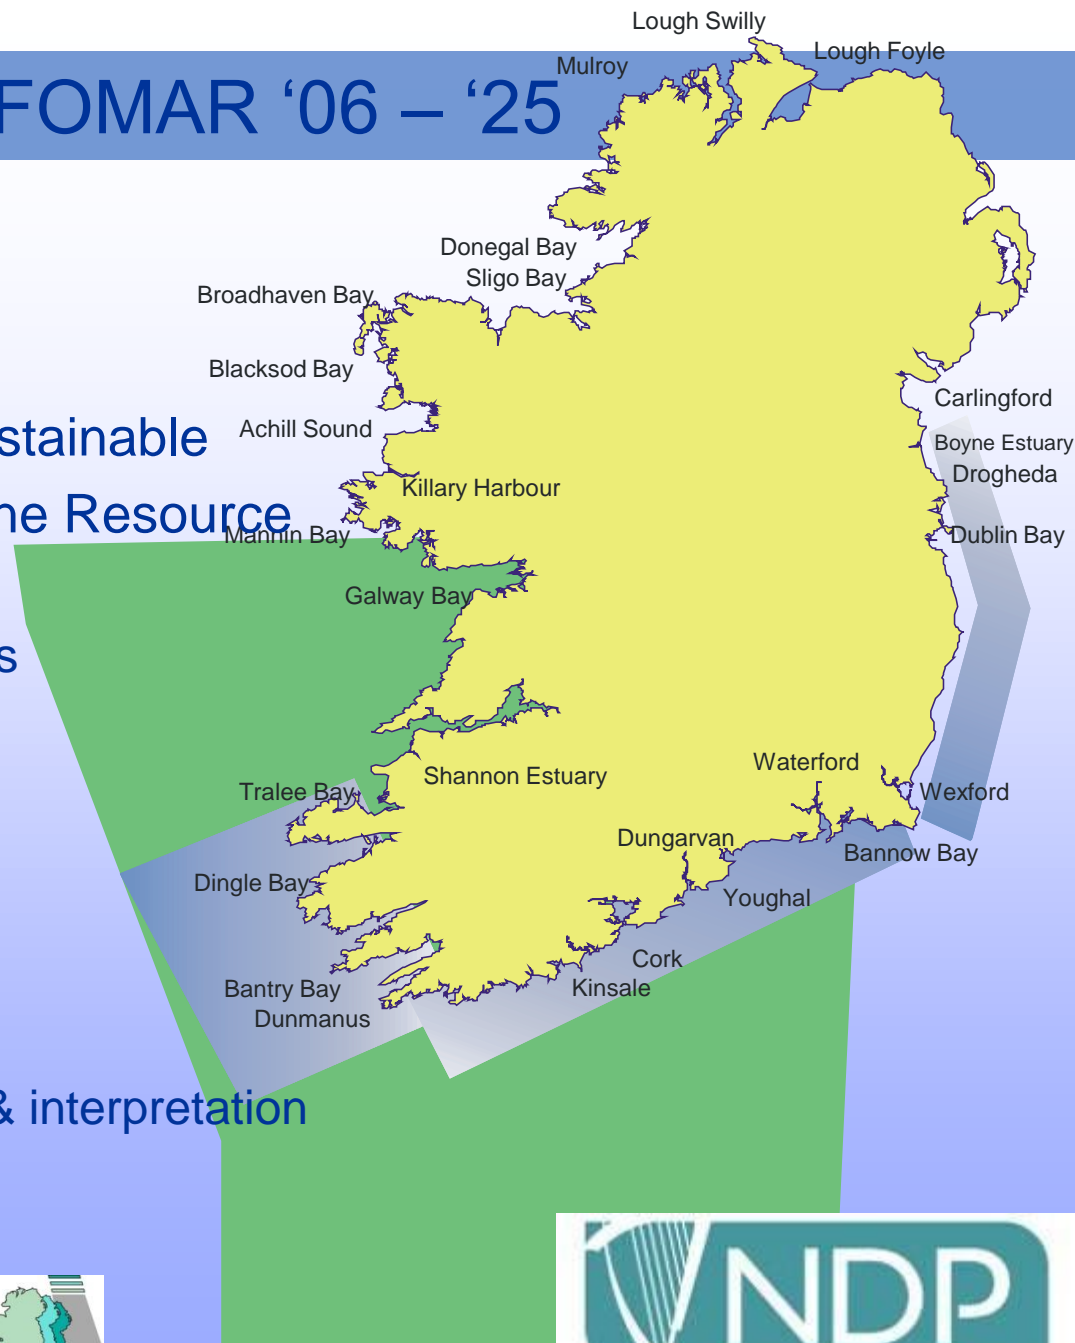 Lough Swilly
Lough Foyle
Mulroy
FOMAR ‘06 – ‘25
Donegal Bay
Sligo Bay
Broadhaven Bay
Blacksod Bay
Carlingford
Achill Sound
stainable
Boyne Estuary
Drogheda
Killary Harbour
ne Resource
Mannin Bay
Dublin Bay
Galway Bay
s
Waterford
Shannon Estuary
Tralee Bay
Wexford
Dungarvan
Bannow Bay
Dingle Bay
Youghal
Cork
Bantry Bay
Kinsale
Dunmanus
& interpretation
NDP